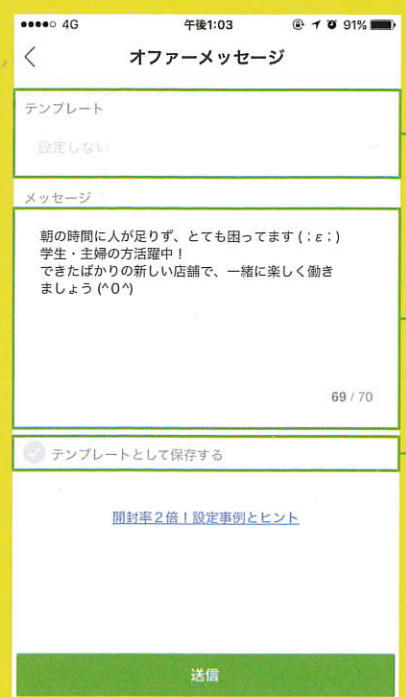 ●●●●○ 4G 午後1:03 91%
オファーメッセージ
テンプレート
設定しない
メッセージ
朝の時間に人が足りず、とても困ってます (；ε；)
学生・主婦の方活躍中！
できたばかりの新しい店舗で、一緒に楽しく働き
ましょう (^０^)
69 / 70
テンプレートとして保存する
開封率２倍！設定事例とヒント
送信